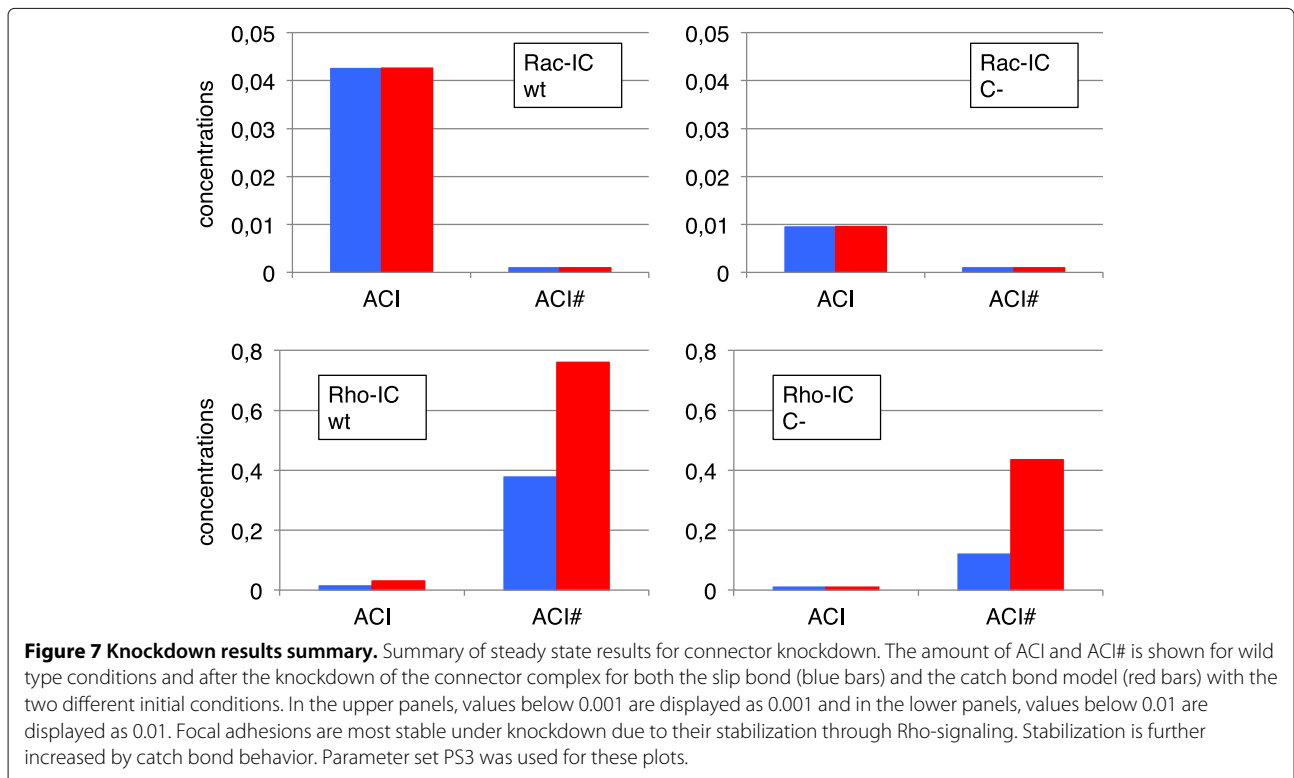 0,05
0,04
0,03
0,02
0,01
0
concentrations
Rac-IC
wt
ACI ACI#
0,05
0,04
0,03
0,02
0,01
0
Rac-IC
C-
ACI ACI#
0,8
0,6
0,4
0,2
0
concentrations
Rho-IC
wt
ACI ACI#
0,8
0,6
0,4
0,2
0
Rho-IC
C-
ACI ACI#
Figure 7 Knockdown results summary. Summary of steady state results for connector knockdown. The amount of ACI and ACI# is shown for wild
type conditions and after the knockdown of the connector complex for both the slip bond (blue bars) and the catch bond model (red bars) with the
two different initial conditions. In the upper panels, values below 0.001 are displayed as 0.001 and in the lower panels, values below 0.01 are
displayed as 0.01. Focal adhesions are most stable under knockdown due to their stabilization through Rho-signaling. Stabilization is further
increased by catch bond behavior. Parameter set PS3 was used for these plots.